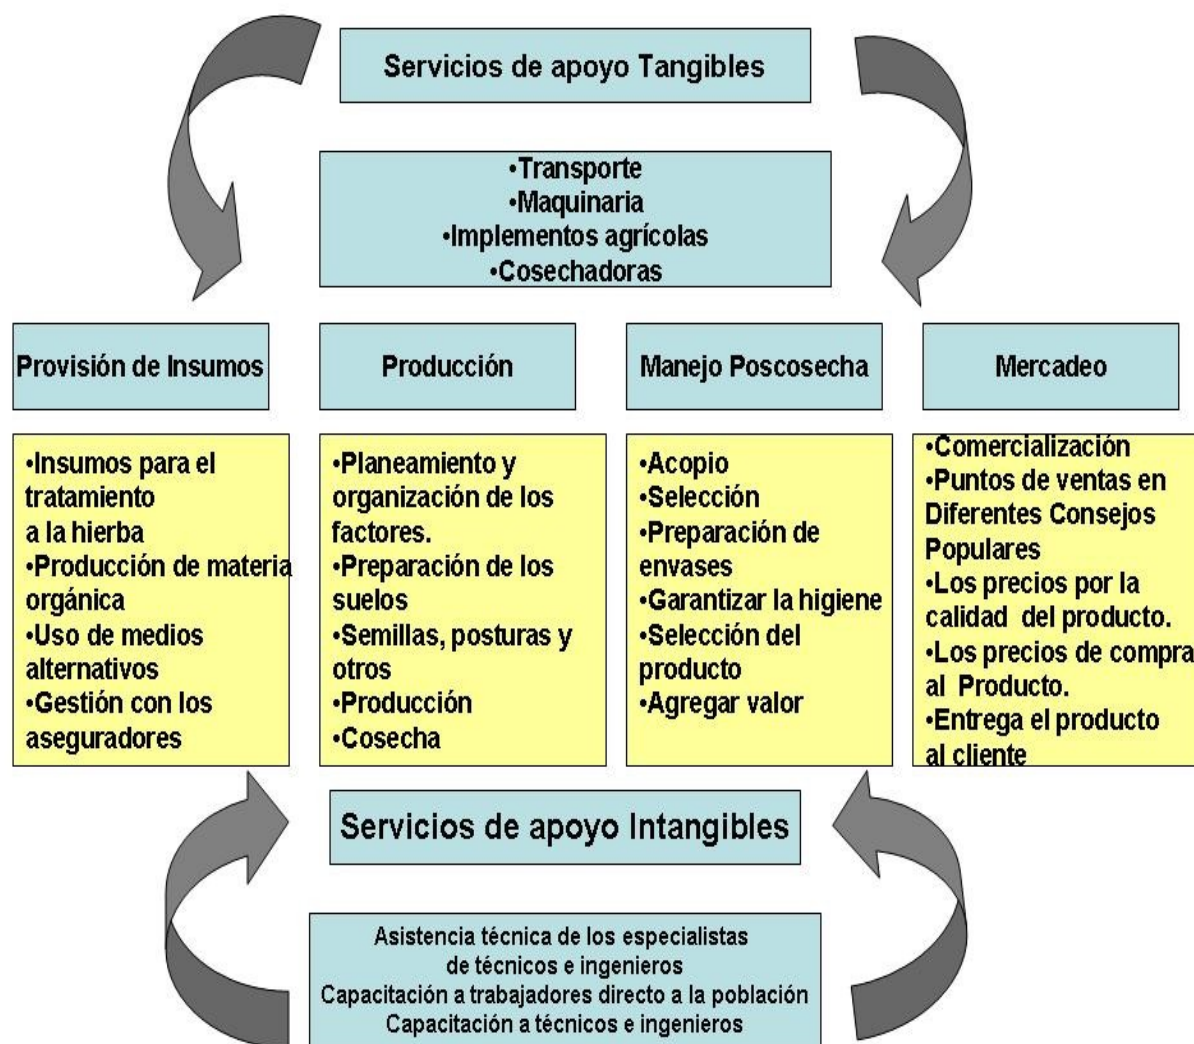 Servicios de apoyo Tangibles
•Transporte
•Maquinaria
•Implementos agrícolas
•Cosechadoras
Provisión de Insumos
Producción
Manejo Poscosecha
Mercadeo
•Insumos para el
tratamiento
a la hierba
•Producción de materia
orgánica
•Uso de medios
alternativos
•Gestión con los
aseguradores
•Planeamiento y
organización de los
factores.
•Preparación de los
suelos
•Semillas, posturas y
otros
•Producción
•Cosecha
•Acopio
•Selección
•Preparación de
envases
•Garantizar la higiene
•Selección del
producto
•Agregar valor
•Comercialización
•Puntos de ventas en
Diferentes Consejos
Populares
•Los precios por la
calidad del producto.
•Los precios de compra
al Producto.
•Entrega el producto
al cliente
Servicios de apoyo Intangibles
Asistencia técnica de los especialistas
de técnicos e ingenieros
Capacitación a trabajadores directo a la población
Capacitación a técnicos e ingenieros